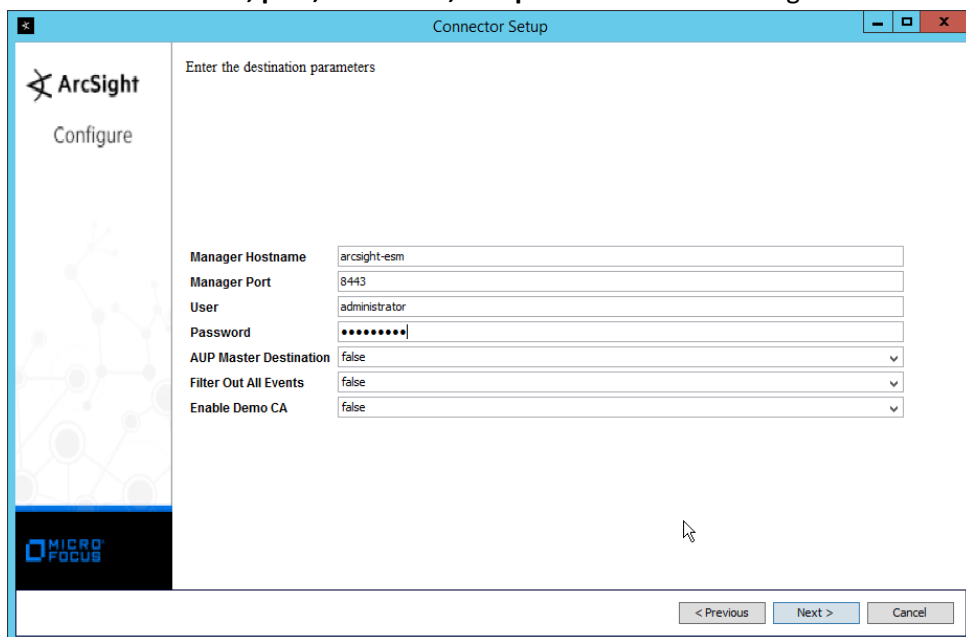 Connector Setup
ArcSight
Configure
Enter the destination parameters
Manager Hostname arcsight-esm
Manager Port 8443
User administrator
Password •••••••••
AUP Master Destination false
Filter Out All Events false
Enable Demo CA false
MICRO
FOCUS
< Previous Next > Cancel